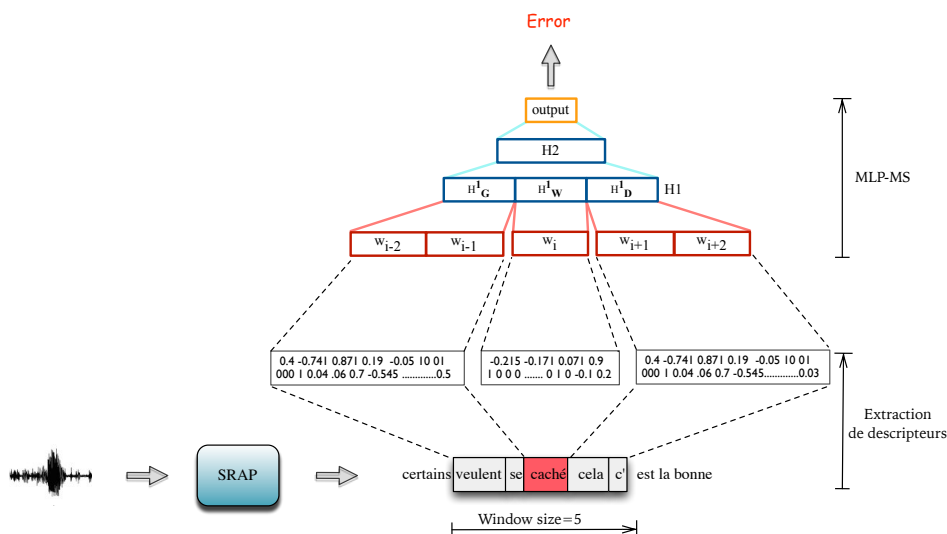 Error
output
H2
H¹G H¹W H¹D H1
MLP-MS
wi-2 wi-1 wi wi+1 wi+2
0.4 -0.741 0.871 0.19 -0.05 10 01
000 1 0.04 .06 0.7 -0.545 ............0.5
-0.215 -0.171 0.071 0.9
1 0 0 0 ....... 0 1 0 -0.1 0.2
0.4 -0.741 0.871 0.19 -0.05 10 01
000 1 0.04 .06 0.7 -0.545............0.03
Extraction
de descripteurs
SRAP
certains veulent se caché cela c' est la bonne
Window size=5